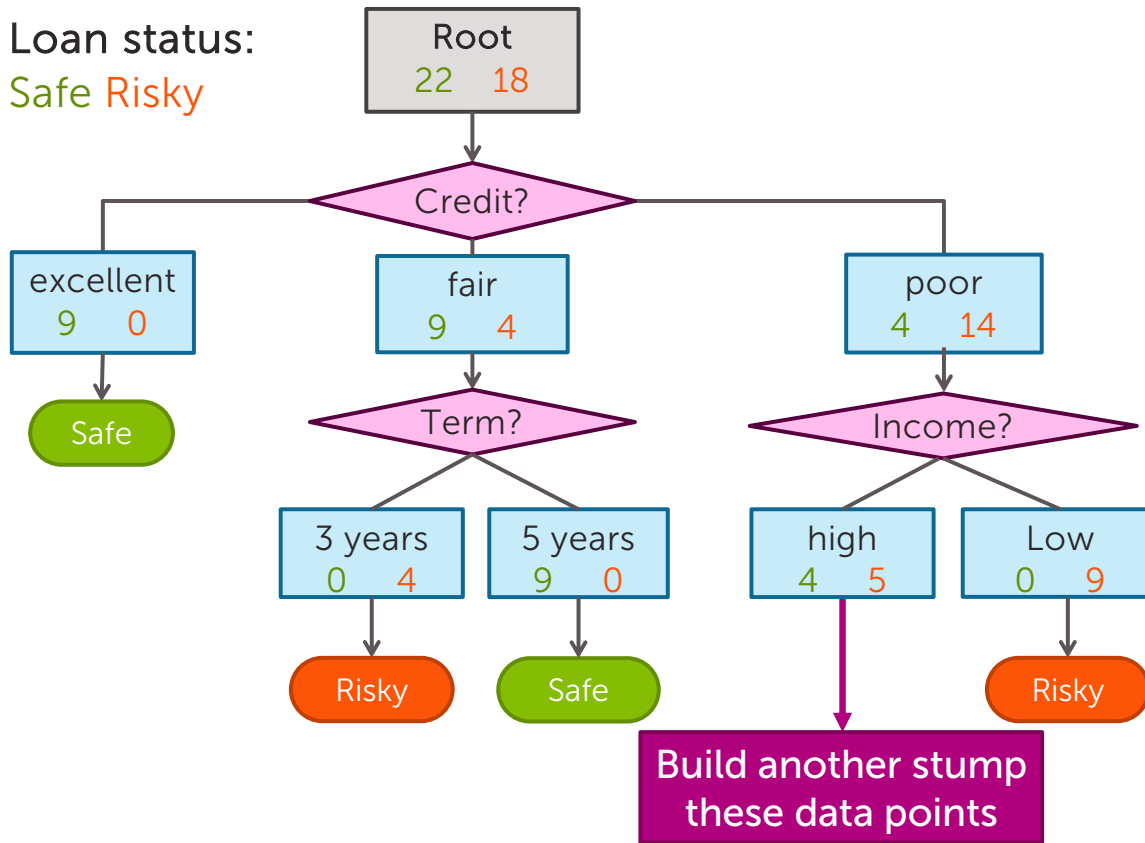 Loan status:
Safe Risky
Root
22 18
Credit?
excellent
9 0
fair
9 4
poor
4 14
Safe
Term?
Income?
3 years
0 4
5 years
9 0
high
4 5
Low
0 9
Risky
Safe
Risky
Build another stump
these data points